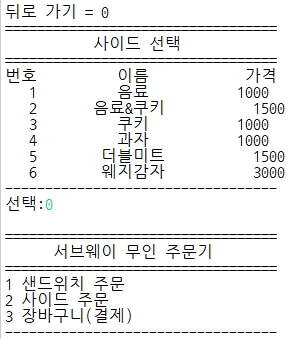 뒤로 가기 = 0
==================================
사이드 선택
==================================
번호 이름 가격
1 음료 1000
2 음료&쿠키 1500
3 쿠키 1000
4 과자 1000
5 더블미트 1500
6 웨지감자 3000
----------------------------------
선택:0
==================================
서브웨이 무인 주문기
==================================
1 샌드위치 주문
2 사이드 주문
3 장바구니(결제)
----------------------------------